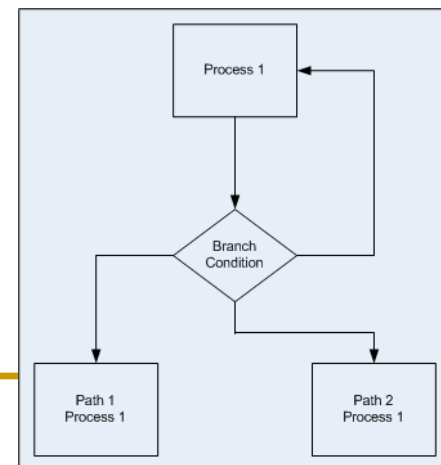 Process 1
Branch
Condition
Path 1
Process 1
Path 2
Process 1